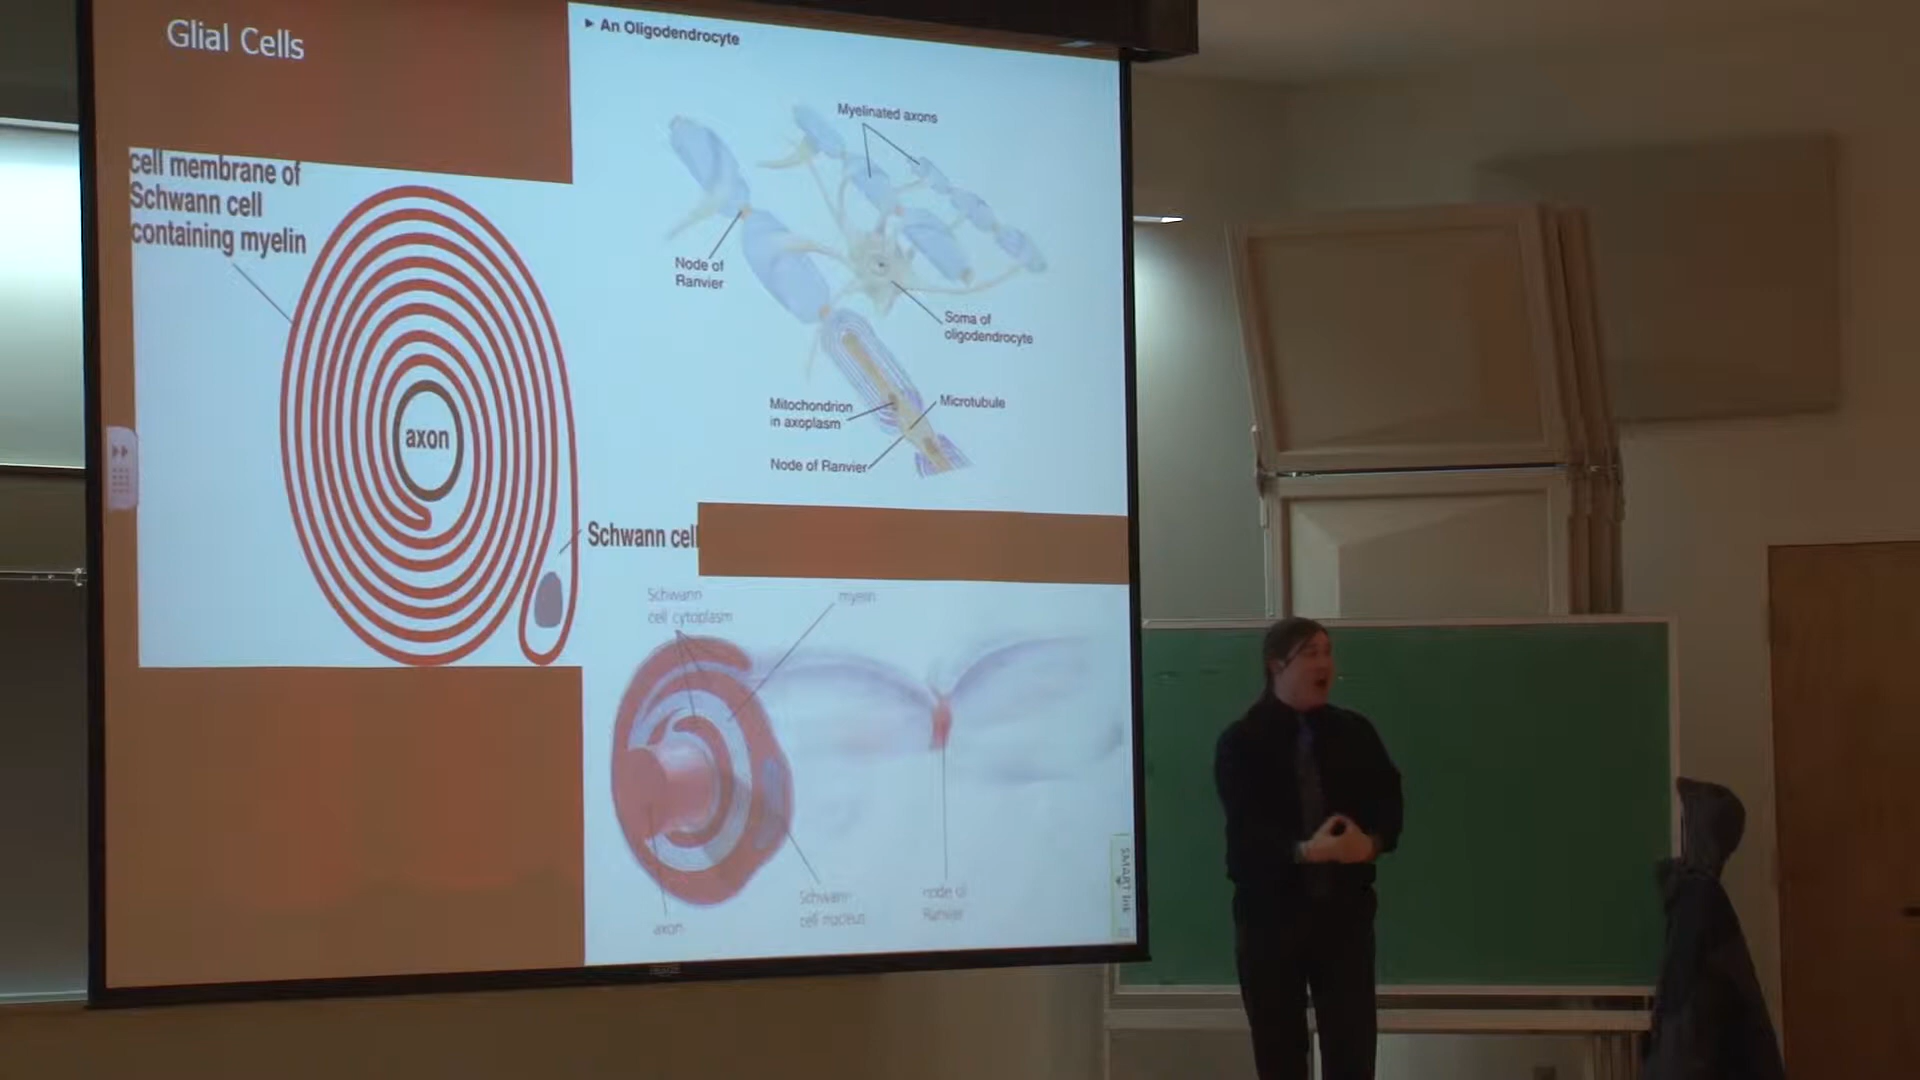 Glial Cells
► An Oligodendrocyte
Myelinated axons
cell membrane of
Schwann cell
containing myelin
Node of
Ranvier
Soma of
oligodendrocyte
Mitochondrion
in axoplasm
Microtubule
axon
Node of Ranvier
Schwann cell
Schwann
cell cytoplasm
myelin
Schwann
cell nucleus
node of
Ranvier
axon
SMART Ink